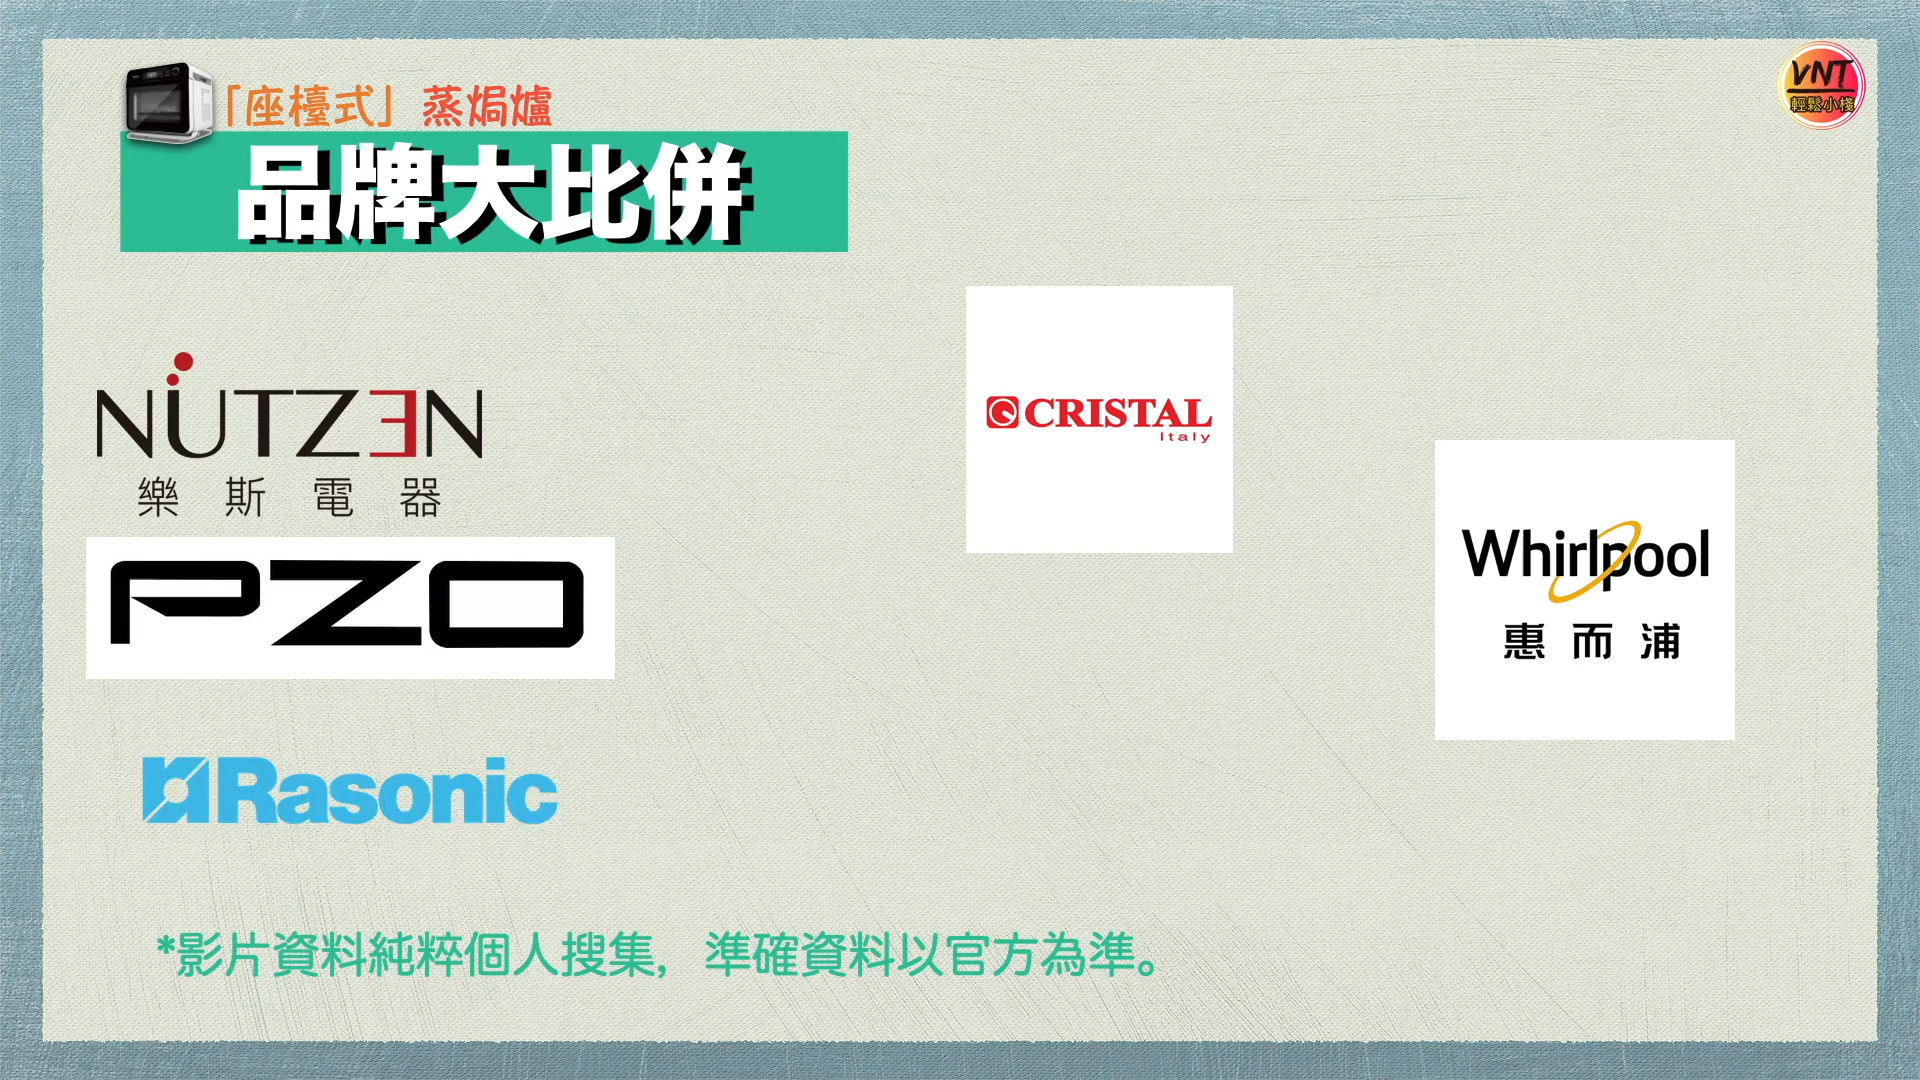 「座檯式」蒸焗爐
品牌大比併
VNT
輕鬆小棧
NÜTZEN
樂斯電器
PZO
Rasonic
CRISTAL
Italy
Whirlpool
惠而浦
*影片資料純粹個人搜集，準確資料以官方為準。